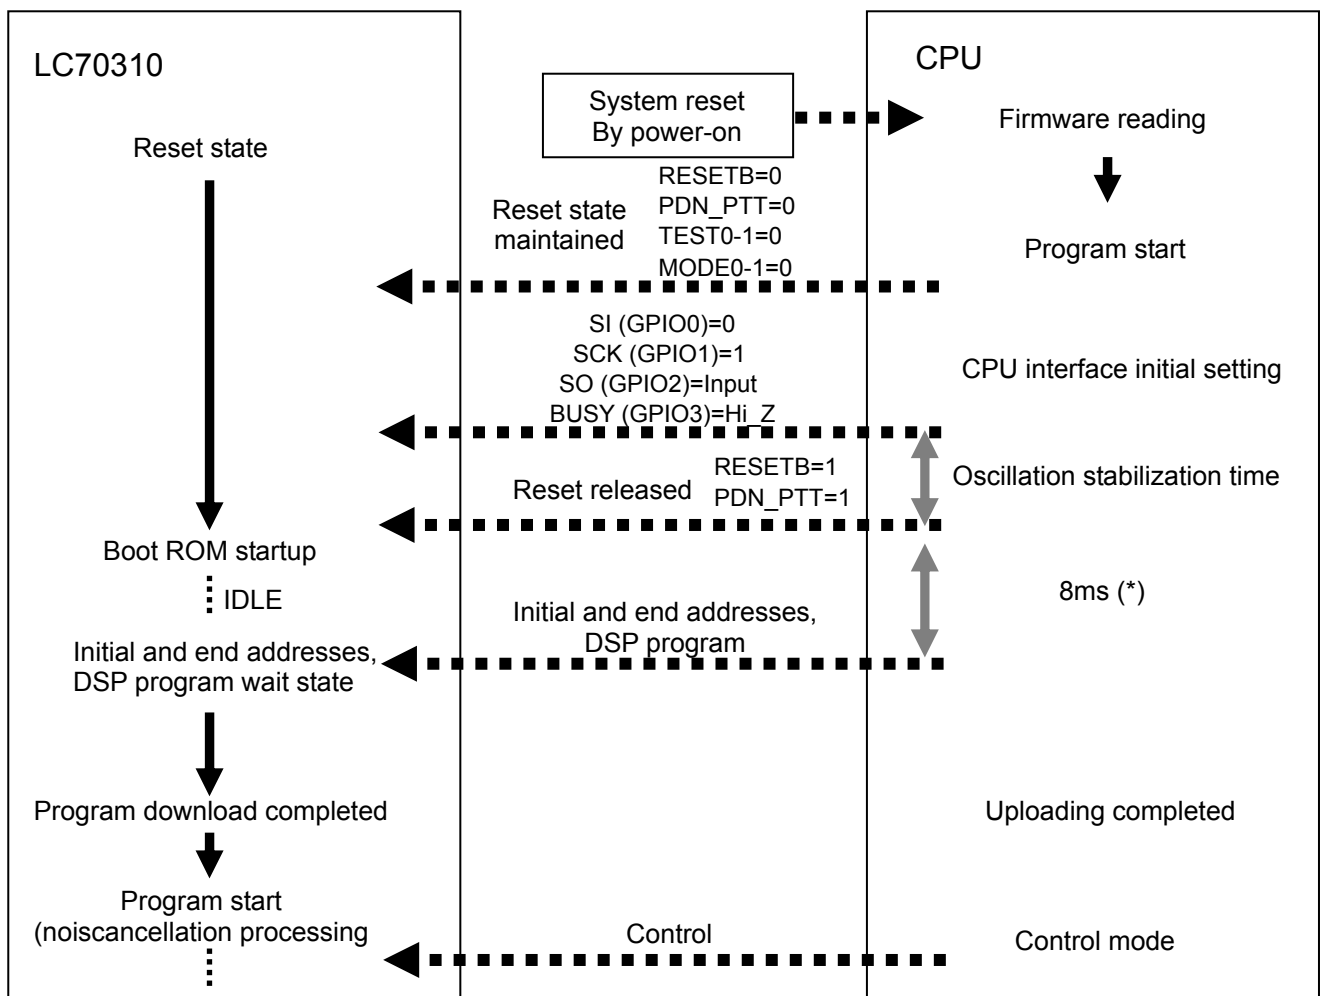 LC70310
CPU
System reset
By power-on
Firmware reading
Reset state
RESETB=0
PDN_PTT=0
TEST0-1=0
MODE0-1=0
Reset state
maintained
Program start
SI (GPIO0)=0
SCK (GPIO1)=1
SO (GPIO2)=Input
BUSY (GPIO3)=Hi_Z
CPU interface initial setting
RESETB=1
PDN_PTT=1
Reset released
Oscillation stabilization time
Boot ROM startup
IDLE
8ms (*)
Initial and end addresses,
DSP program
Initial and end addresses,
DSP program wait state
Program download completed
Uploading completed
Program start
(noiscancellation processing
Control
Control mode